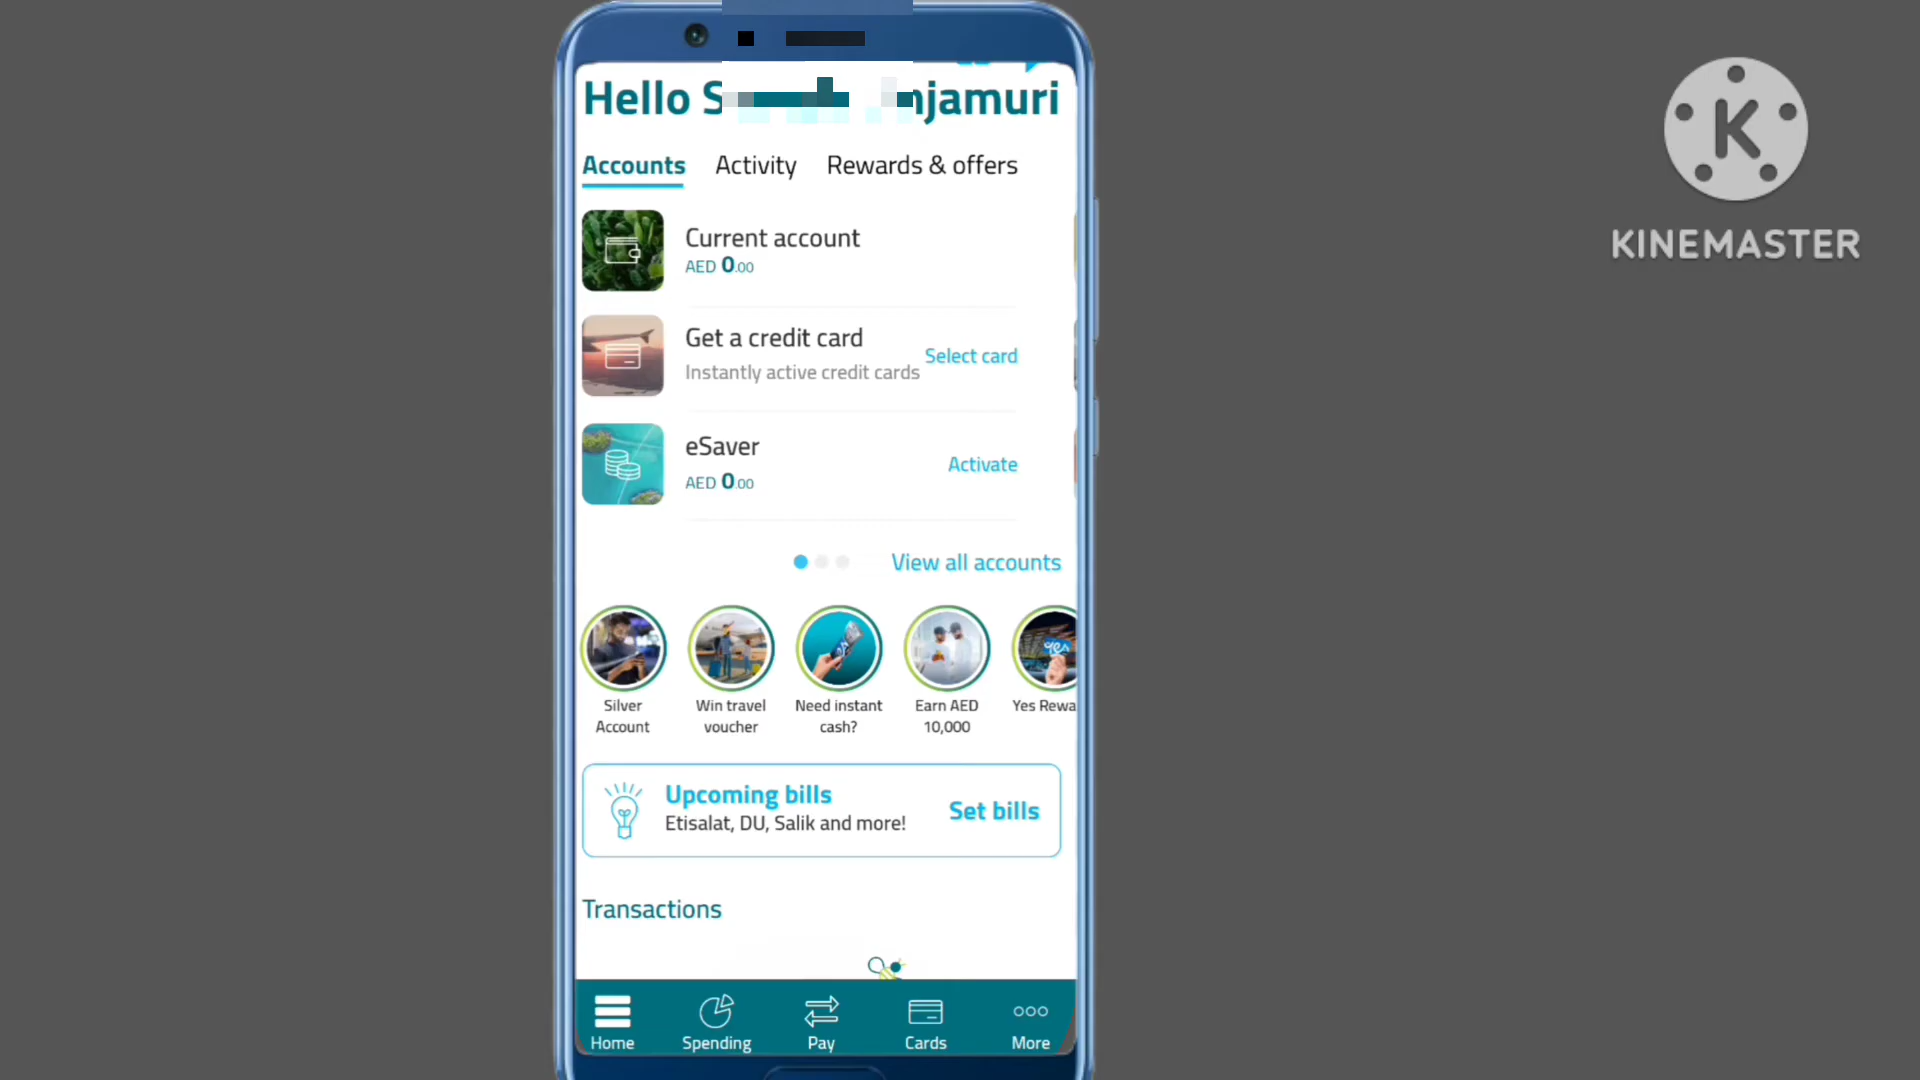 Hello
Accounts Activity Rewards & offers
Current account
AED 0.00
Get a credit card
Instantly active credit cards
Select card
eSaver
AED 0.00
Activate
View all accounts
Silver Account
Win travel voucher
Need instant cash?
Earn AED 10,000
Yes Rewa
Upcoming bills
Etisalat, DU, Salik and more!
Set bills
Transactions
Home Spending Pay Cards More
K
KINEMASTER